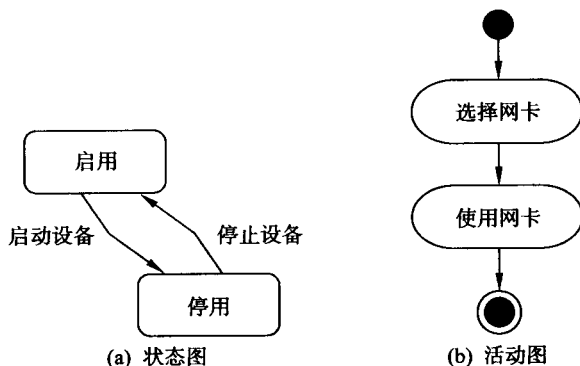 启用
启动设备
停止设备
停用
(a) 状态图
选择网卡
使用网卡
(b) 活动图